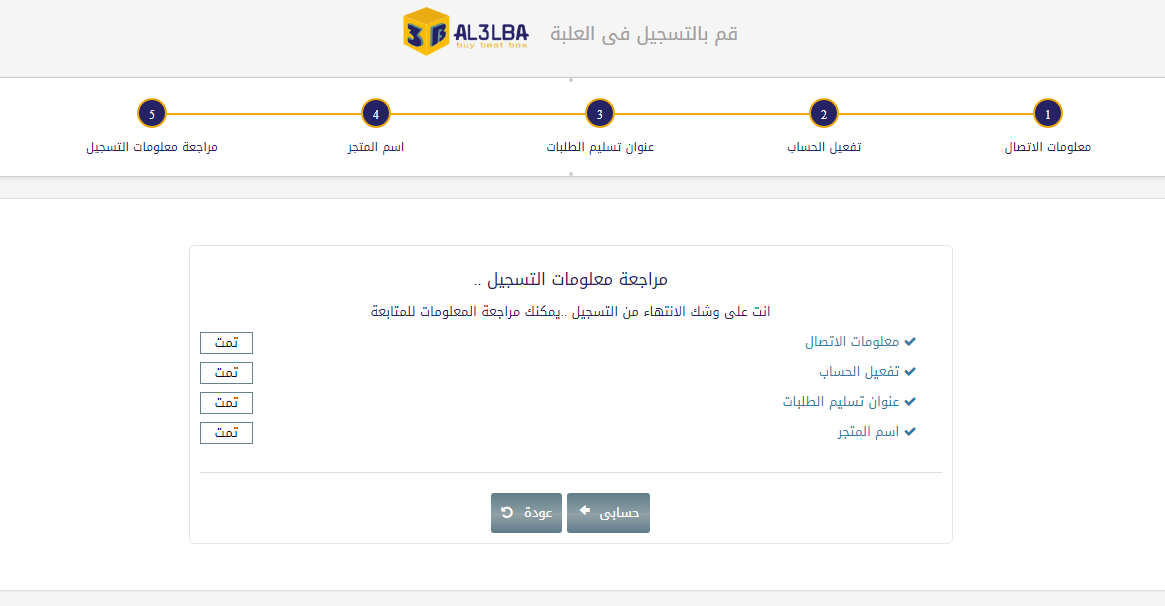 قم بالتسجيل فى العلبة
AL3LBA
buy best box
1
2
3
4
5
معلومات الاتصال
تفعيل الحساب
عنوان تسليم الطلبات
اسم المتجر
مراجعة معلومات التسجيل
مراجعة معلومات التسجيل ..
انت على وشك الانتهاء من التسجيل ..يمكنك مراجعة المعلومات للمتابعة
معلومات الاتصال تمت
تفعيل الحساب تمت
عنوان تسليم الطلبات تمت
اسم المتجر تمت
حسابى
عودة